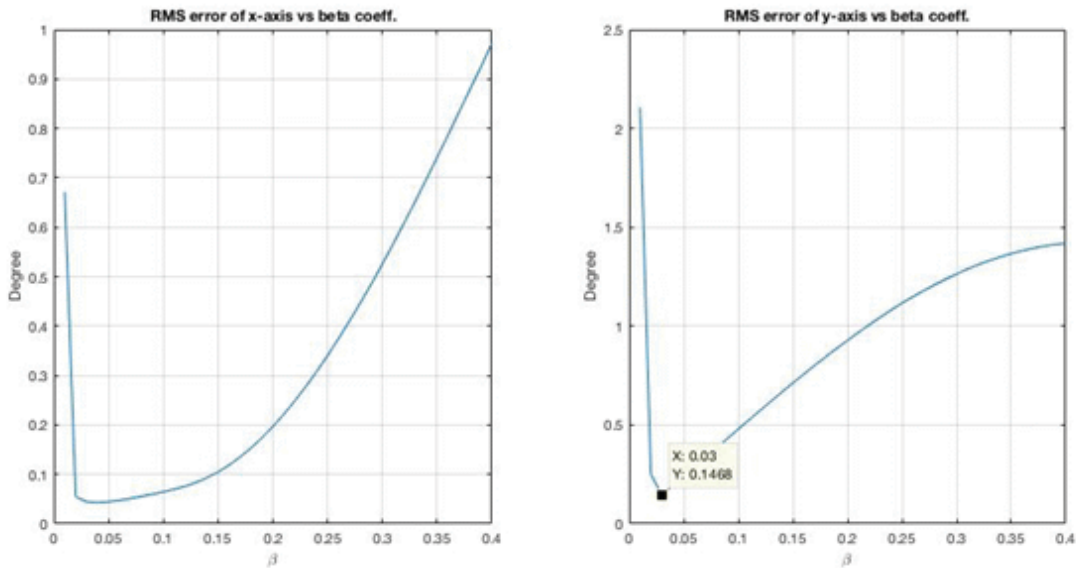 RMS error of x-axis vs beta coeff.
1
0.9
0.8
0.7
0.6
0.5
0.4
0.3
0.2
0.1
0
Degree
0 0.05 0.1 0.15 0.2 0.25 0.3 0.35 0.4
β
RMS error of y-axis vs beta coeff.
2.5
2
1.5
1
0.5
0
Degree
X: 0.03
Y: 0.1468
0 0.05 0.1 0.15 0.2 0.25 0.3 0.35 0.4
β